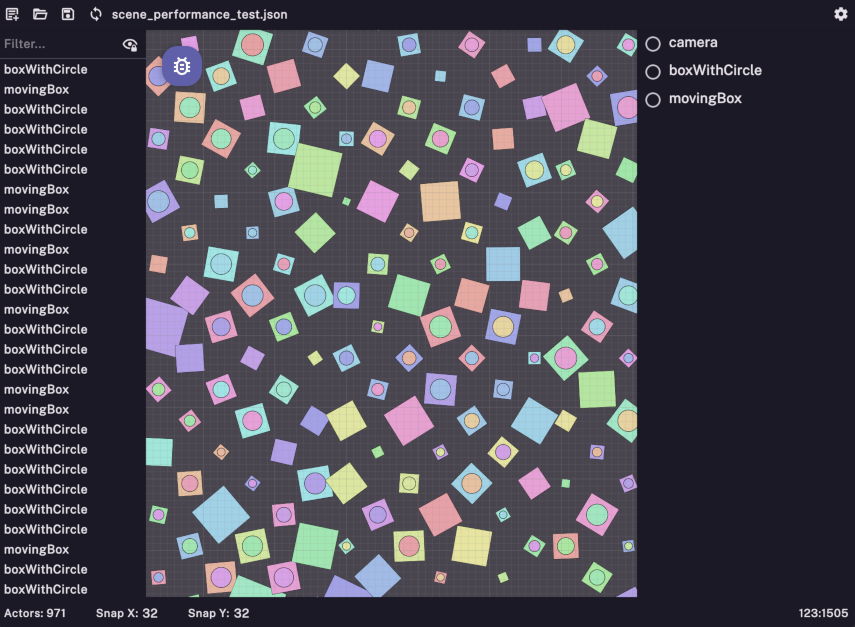 scene_performance_test.json
Filter...
boxWithCircle
movingBox
boxWithCircle
boxWithCircle
boxWithCircle
boxWithCircle
movingBox
movingBox
boxWithCircle
movingBox
boxWithCircle
boxWithCircle
movingBox
boxWithCircle
boxWithCircle
boxWithCircle
movingBox
movingBox
boxWithCircle
boxWithCircle
boxWithCircle
boxWithCircle
boxWithCircle
boxWithCircle
movingBox
boxWithCircle
boxWithCircle
camera
boxWithCircle
movingBox
Actors: 971 Snap X: 32 Snap Y: 32 123:1505